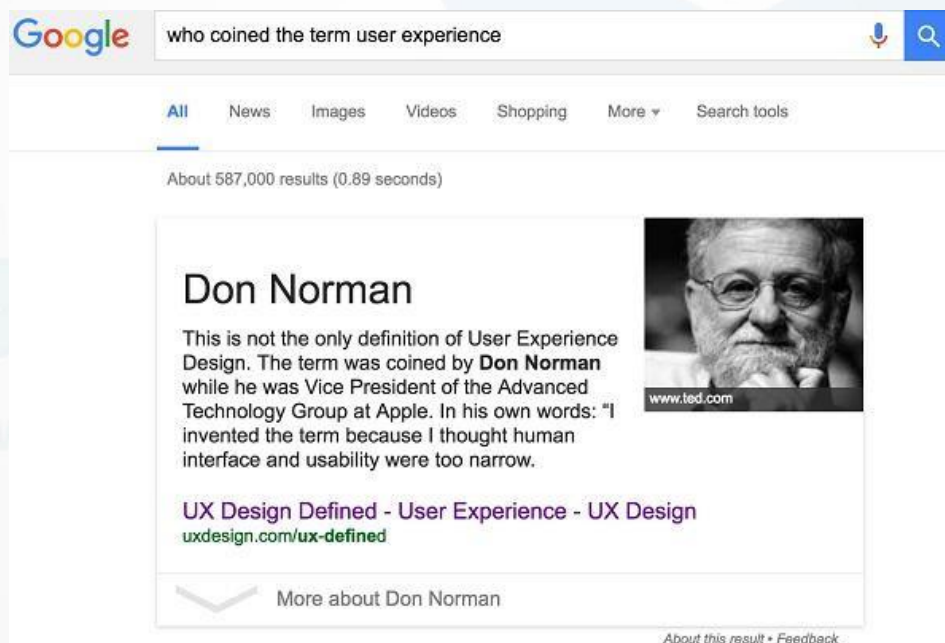 Google who coined the term user experience
All News Images Videos Shopping More Search tools
About 587,000 results (0.89 seconds)
Don Norman
This is not the only definition of User Experience
Design. The term was coined by Don Norman
while he was Vice President of the Advanced
Technology Group at Apple. In his own words: “I
invented the term because I thought human
interface and usability were too narrow.
www.ted.com
UX Design Defined - User Experience - UX Design
uxdesign.com/ux-defined
More about Don Norman
About this result • Feedback